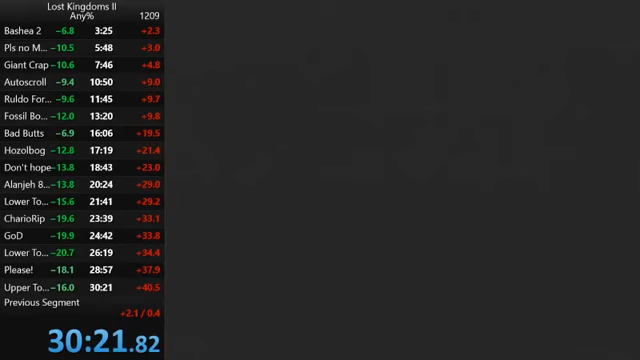 Lost Kingdoms II
Any% 1209
Bashea 2 −6.8 3:25 +2.3
Pls no M... −10.5 5:48 +3.0
Giant Crap −10.6 7:46 +4.8
Autoscroll −9.4 10:50 +9.0
Ruldo For... −9.6 11:45 +9.7
Fossil Bo... −12.0 13:20 +9.8
Bad Butts −6.9 16:06 +19.5
Hozolbog −12.8 17:19 +21.4
Don't hope −13.8 18:43 +23.0
Alanjeh 8... −13.8 20:24 +29.0
Lower To... −15.6 21:41 +29.2
CharioRip −19.6 23:39 +33.1
GoD −19.9 24:42 +33.8
Lower To... −20.7 26:19 +34.4
Please! −18.1 28:57 +37.9
Upper To... −16.0 30:21 +40.5
Previous Segment
+2.1 / 0.4
30:21.82